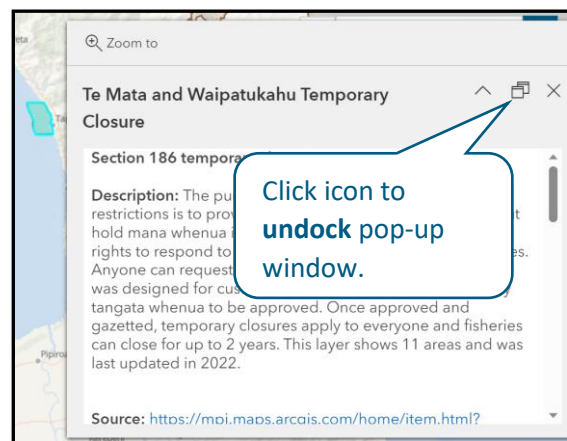 eta
Zoom to
Te Mata and Waipatukahu Temporary
Closure
Ta
Section 186 tempora
Description: The pu
restrictions is to prov
t
hold mana whenua i
rights to respond to
es.
Anyone can request
was designed for cus
y
tangata whenua to be approved. Once approved and
gazetted, temporary closures apply to everyone and fisheries
can close for up to 2 years. This layer shows 11 areas and was
last updated in 2022.
Source: https://mpi.maps.arcgis.com/home/item.html?
Click icon to
undock pop-up
window.
Pipiroa